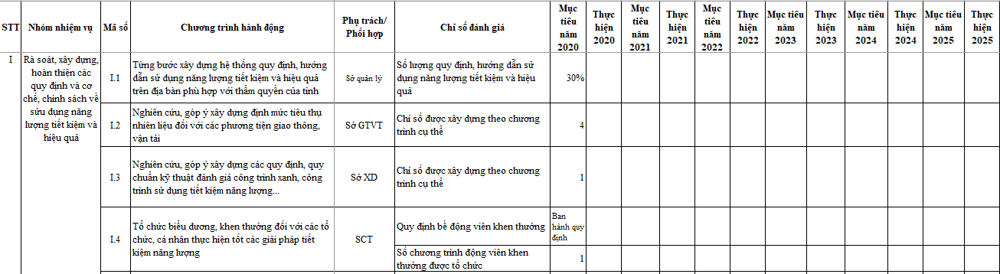 STT
Nhóm nhiệm vụ
Mã số
Chương trình hành động
Phụ trách/
Phối hợp
Chỉ số đánh giá
Mục
tiêu
năm
2020
Thực
hiện
2020
Mục
tiêu
năm
2021
Thực
hiện
2021
Mục
tiêu
năm
2022
Thực
hiện
2022
Mục tiêu
năm
2023
Thực
hiện
2023
Mục tiêu
năm
2024
Thực
hiện
2024
Mục tiêu
năm
2025
Thực
hiện
2025
I
Rà soát, xây dựng,
hoàn thiện các
quy định và cơ
chế, chính sách về
sửu dụng năng
lượng tiết kiệm và
hiệu quả
I.1
Từng bước xây dựng hệ thống quy định, hướng
dẫn sử dụng năng lượng tiết kiệm và hiệu quả
trên địa bàn phù hợp với thẩm quyền của tỉnh
Sở quản lý
Số lượng quy định, hướng dẫn sử
dụng năng lượng tiết kiệm và hiệu
quả
30%
I.2
Nghiên cứu, góp ý xây dựng định mức tiêu thụ
nhiên liệu đối với các phương tiện giao thông,
vận tải
Sở GTVT
Chỉ số được xây dựng theo chương
trình cụ thể
4
I.3
Nghiên cứu, góp ý xây dựng các quy định, quy
chuẩn kỹ thuật đánh giá công trình xanh, công
trình sử dụng tiết kiệm năng lượng...
Sở XD
Chỉ số được xây dựng theo chương
trình cụ thể
1
I.4
Tổ chức biểu dương, khen thưởng đối với các tổ
chức, cá nhân thực hiện tốt các giải pháp tiết
kiệm năng lượng
SCT
Quy định bề động viên khen thưởng
Ban
hành quy
định
Số chương trình động viên khen
thưởng được tổ chức
1